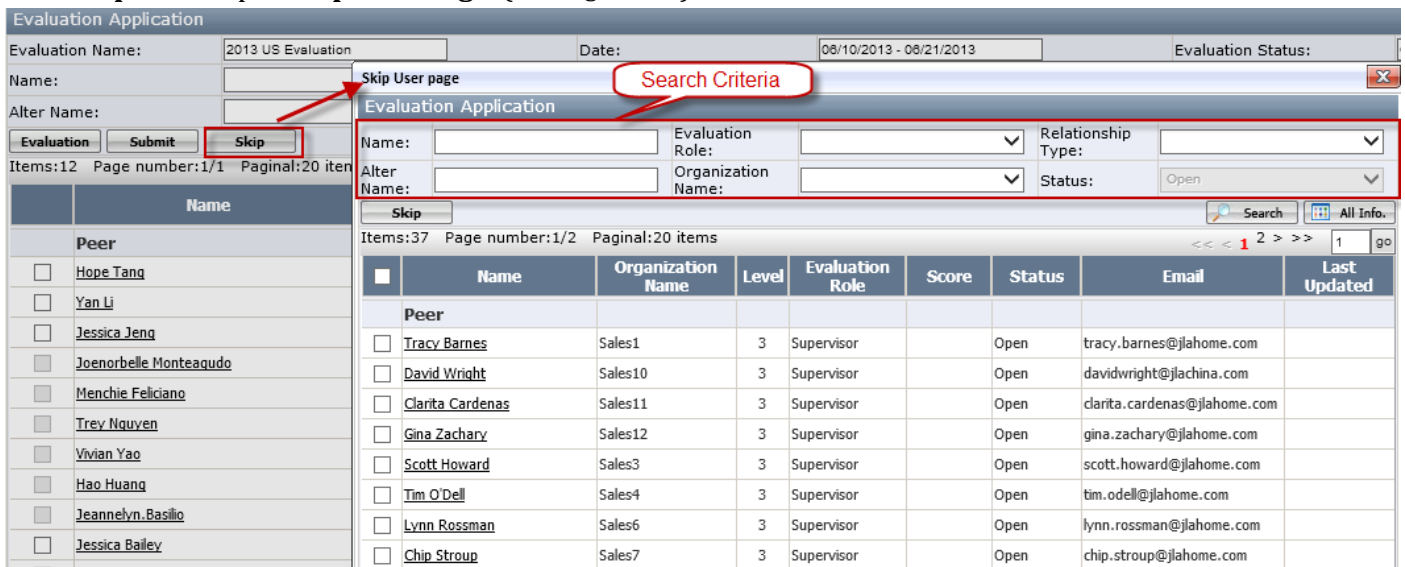 Evaluation Application
Evaluation Name: 2013 US Evaluation Date: 06/10/2013 - 06/21/2013 Evaluation Status:
Name:
Alter Name:
Evaluation Submit Skip
Items:12 Page number:1/1 Paginal:20 iten
Name
Peer
Hope Tang
Yan Li
Jessica Jeng
Joenorbelle Monteagudo
Menchie Feliciano
Trey Nguyen
Vivian Yao
Hao Huang
Jeannelyn.Basilio
Jessica Bailey
Skip User page
Search Criteria
Evaluation Application
Name: Evaluation Role: Relationship Type:
Alter Name: Organization Name: Status: Open
Skip Search All Info.
Items:37 Page number:1/2 Paginal:20 items << < 1 2 > >> 1 go
Name Organization Name Level Evaluation Role Score Status Email Last Updated
Peer
Tracy Barnes Sales1 3 Supervisor Open tracy.barnes@jlahome.com
David Wright Sales10 3 Supervisor Open davidwright@jlachina.com
Clarita Cardenas Sales11 3 Supervisor Open clarita.cardenas@jlahome.com
Gina Zachary Sales12 3 Supervisor Open gina.zachary@jlahome.com
Scott Howard Sales3 3 Supervisor Open scott.howard@jlahome.com
Tim O'Dell Sales4 3 Supervisor Open tim.odell@jlahome.com
Lynn Rossman Sales6 3 Supervisor Open lynn.rossman@jlahome.com
Chip Stroup Sales7 3 Supervisor Open chip.stroup@jlahome.com